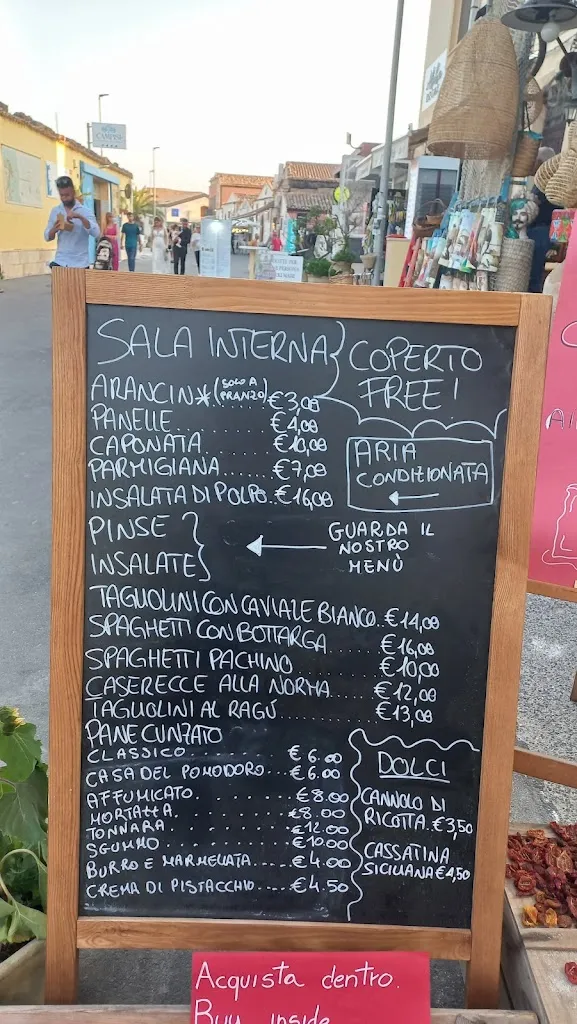 SALA INTERNA
COPERTO
FREE!
ARANCIN* (SOLO A PRANZO) € 3,00
PANELLE........ € 4,00
CAPONATA....... € 10,00
PARMIGIANA...... € 7,00
INSALATA DI POLPO. € 16,00
ARIA
CONDIZIONATA
PINSE
INSALATE
GUARDA IL
NOSTRO
MENÙ
TAGLIOLINI CON CAVIALE BIANCO. € 14,00
SPAGHETTI CON BOTTARGA...... € 16,00
SPAGHETTI PACHINO......... € 10,00
CASERECCE ALLA NORMA..... € 12,00
TAGLIOLINI AL RAGÙ......... € 13,00
PANE CUNZATO
CLASSICO.......... € 6.00
CASA DEL POMODORO... € 6.00
AFFUMICATO......... € 8.00
MORTAZZA.......... € 8.00
TONNARA........... € 12.00
SGUMMO........... € 10.00
BURRO E MARMELLATA.... € 4.00
CREMA DI PISTACCHIO.... € 4.50
DOLCI
CANNOLO DI
RICOTTA. € 3,50
CASSATINA
SICILIANA € 4,50
Acquista dentro.
Buy inside